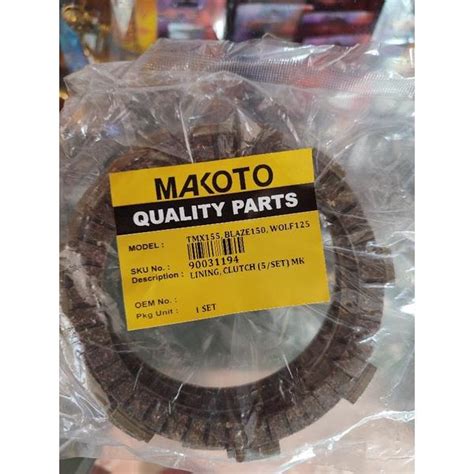 MAKOTO
QUALITY PARTS
MODEL : TMX155, BLAZE150, WOLF125
SKU No. : 90031194
Description : LINING, CLUTCH (5/SET) MK
OEM No. :
Pkg Unit : 1 SET